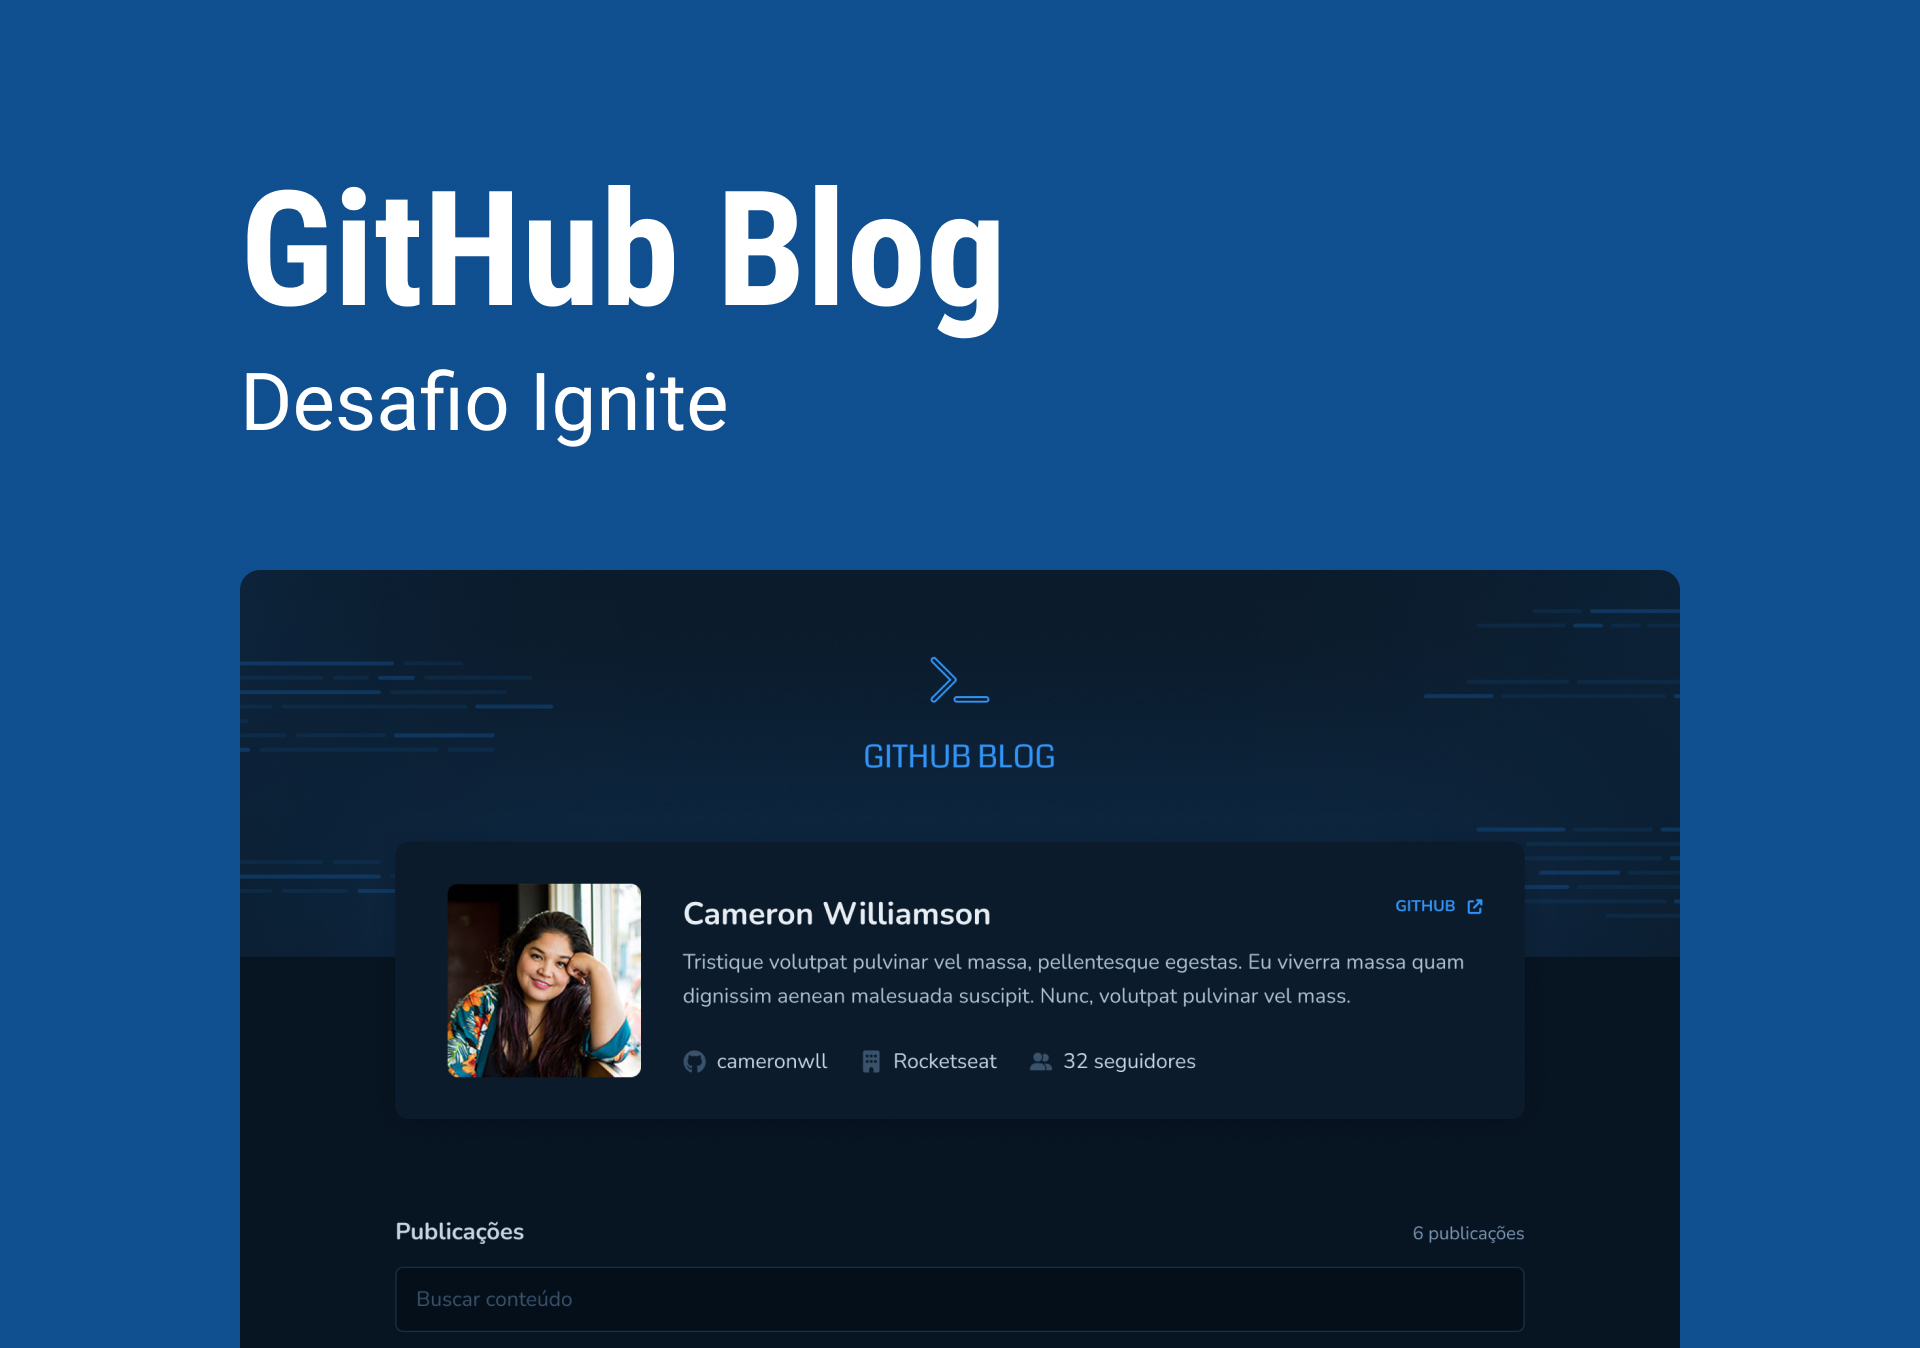 GitHub Blog
Desafio Ignite
GITHUB BLOG
Cameron Williamson
GITHUB
Tristique volutpat pulvinar vel massa, pellentesque egestas. Eu viverra massa quam
dignissim aenean malesuada suscipit. Nunc, volutpat pulvinar vel mass.
cameronwll Rocketseat 32 seguidores
Publicações
6 publicações
Buscar conteúdo